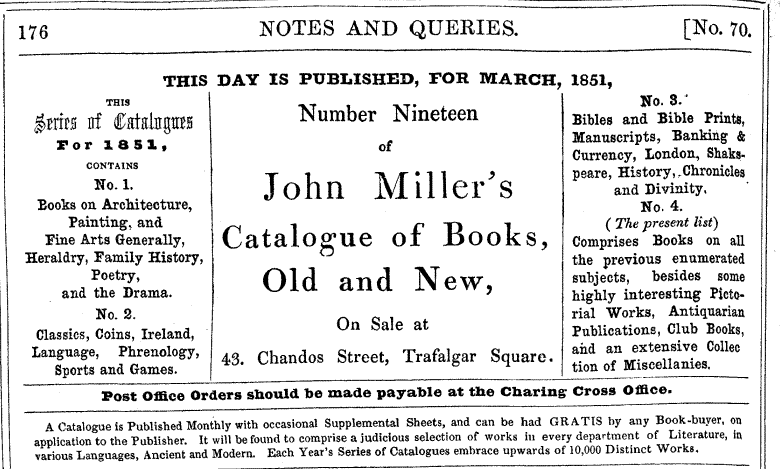 176 NOTES AND QUERIES. [No. 70.
THIS DAY IS PUBLISHED, FOR MARCH, 1851,
THIS
Series of Catalogues
For 1851,
CONTAINS
No. 1.
Books on Architecture,
Painting, and
Fine Arts Generally,
Heraldry, Family History,
Poetry,
and the Drama.
No. 2.
Classics, Coins, Ireland,
Language, Phrenology,
Sports and Games.
Number Nineteen
of
John Miller's
Catalogue of Books,
Old and New,
On Sale at
43. Chandos Street, Trafalgar Square.
No. 3.
Bibles and Bible Prints,
Manuscripts, Banking &
Currency, London, Shaks-
peare, History, Chronicles
and Divinity.
No. 4.
(The present list)
Comprises Books on all
the previous enumerated
subjects, besides some
highly interesting Picto-
rial Works, Antiquarian
Publications, Club Books,
and an extensive Collec
tion of Miscellanies.
Post Office Orders should be made payable at the Charing Cross Office.
A Catalogue is Published Monthly with occasional Supplemental Sheets, and can be had GRATIS by any Book-buyer, on
application to the Publisher. It will be found to comprise a judicious selection of works in every department of Literature, in
various Languages, Ancient and Modern. Each Year's Series of Catalogues embrace upwards of 10,000 Distinct Works.